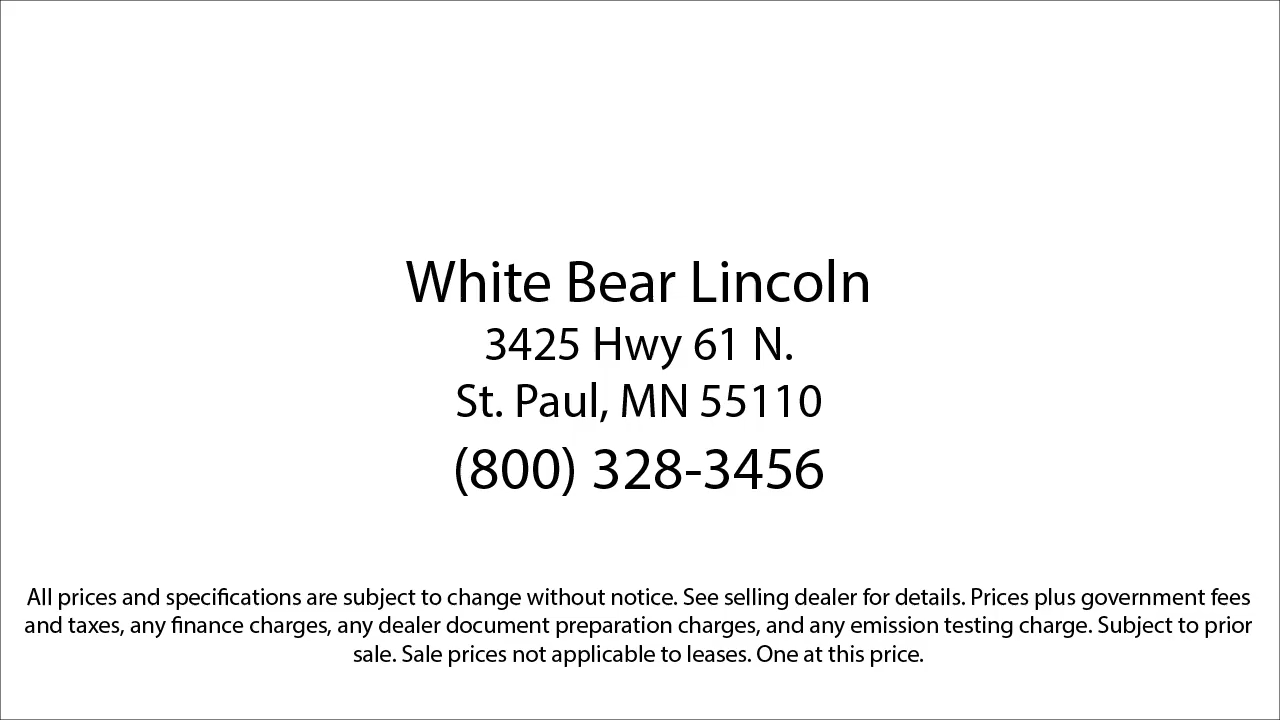 White Bear Lincoln
3425 Hwy 61 N.
St. Paul, MN 55110
(800) 328-3456
All prices and specifications are subject to change without notice. See selling dealer for details. Prices plus government fees
and taxes, any finance charges, any dealer document preparation charges, and any emission testing charge. Subject to prior
sale. Sale prices not applicable to leases. One at this price.